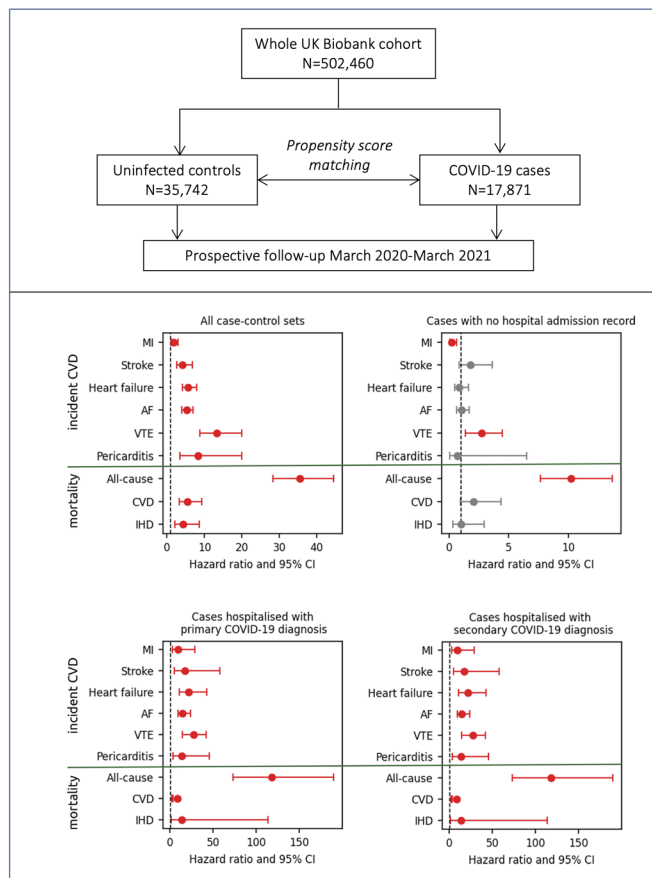 Whole UK Biobank cohort
N=502,460
Propensity score
matching
Uninfected controls
N=35,742
COVID-19 cases
N=17,871
Prospective follow-up March 2020-March 2021
All case-control sets
incident CVD
MI
Stroke
Heart failure
AF
VTE
Pericarditis
mortality
All-cause
CVD
IHD
0 10 20 30 40
Hazard ratio and 95% CI
Cases with no hospital admission record
MI
Stroke
Heart failure
AF
VTE
Pericarditis
All-cause
CVD
IHD
0 5 10
Hazard ratio and 95% CI
Cases hospitalised with
primary COVID-19 diagnosis
incident CVD
MI
Stroke
Heart failure
AF
VTE
Pericarditis
mortality
All-cause
CVD
IHD
0 50 100 150
Hazard ratio and 95% CI
Cases hospitalised with
secondary COVID-19 diagnosis
MI
Stroke
Heart failure
AF
VTE
Pericarditis
All-cause
CVD
IHD
0 50 100 150
Hazard ratio and 95% CI